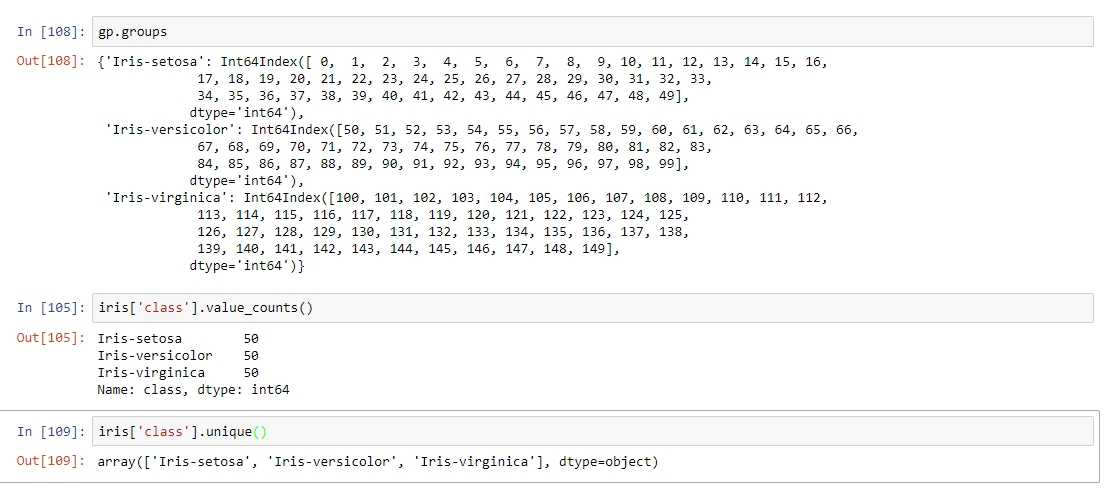 In [108]: gp.groups
Out[108]: {'Iris-setosa': Int64Index([ 0,  1,  2,  3,  4,  5,  6,  7,  8,  9, 10, 11, 12, 13, 14, 15, 16,
             17, 18, 19, 20, 21, 22, 23, 24, 25, 26, 27, 28, 29, 30, 31, 32, 33,
             34, 35, 36, 37, 38, 39, 40, 41, 42, 43, 44, 45, 46, 47, 48, 49],
            dtype='int64'),
 'Iris-versicolor': Int64Index([50, 51, 52, 53, 54, 55, 56, 57, 58, 59, 60, 61, 62, 63, 64, 65, 66,
             67, 68, 69, 70, 71, 72, 73, 74, 75, 76, 77, 78, 79, 80, 81, 82, 83,
             84, 85, 86, 87, 88, 89, 90, 91, 92, 93, 94, 95, 96, 97, 98, 99],
            dtype='int64'),
 'Iris-virginica': Int64Index([100, 101, 102, 103, 104, 105, 106, 107, 108, 109, 110, 111, 112,
             113, 114, 115, 116, 117, 118, 119, 120, 121, 122, 123, 124, 125,
             126, 127, 128, 129, 130, 131, 132, 133, 134, 135, 136, 137, 138,
             139, 140, 141, 142, 143, 144, 145, 146, 147, 148, 149],
            dtype='int64')}
In [105]: iris['class'].value_counts()
Out[105]: Iris-setosa        50
Iris-versicolor    50
Iris-virginica     50
Name: class, dtype: int64
In [109]: iris['class'].unique()
Out[109]: array(['Iris-setosa', 'Iris-versicolor', 'Iris-virginica'], dtype=object)